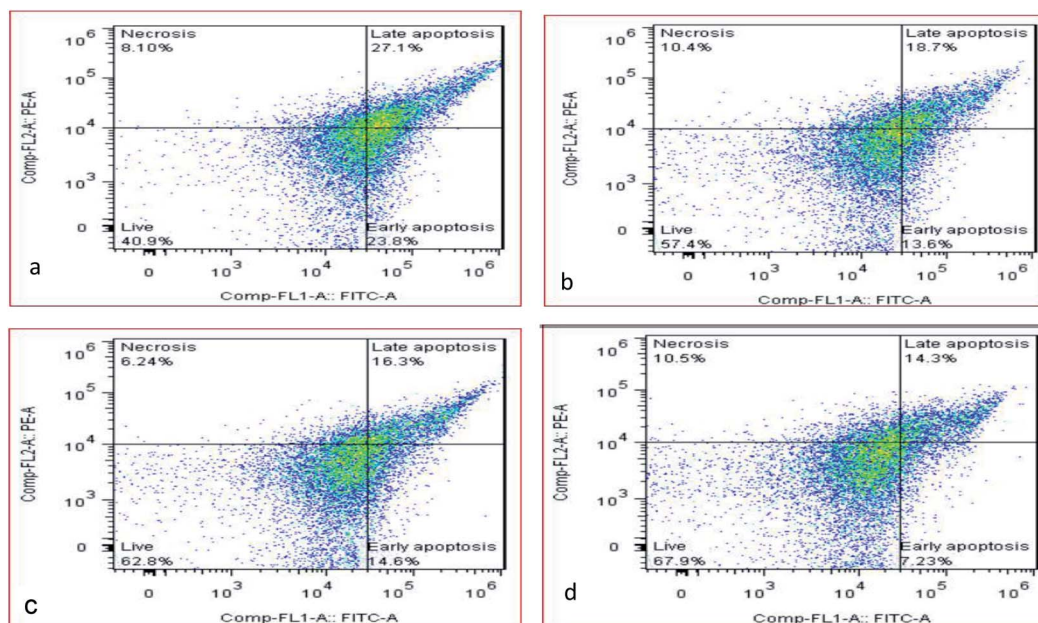 10^6
Necrosis
8.10%
Late apoptosis
27.1%
10^5
10^4
10^3
0
Comp-FL2-A:: PE-A
Live
40.9%
Early apoptosis
23.8%
0
10^3
10^4
10^5
10^6
Comp-FL1-A:: FITC-A
a
10^6
Necrosis
10.4%
Late apoptosis
18.7%
10^5
10^4
10^3
0
Comp-FL2-A:: PE-A
Live
57.4%
Early apoptosis
13.6%
0
10^3
10^4
10^5
10^6
Comp-FL1-A:: FITC-A
b
10^6
Necrosis
6.24%
Late apoptosis
16.3%
10^5
10^4
10^3
0
Comp-FL2-A:: PE-A
Live
62.8%
Early apoptosis
14.6%
0
10^3
10^4
10^5
10^6
Comp-FL1-A:: FITC-A
c
10^6
Necrosis
10.5%
Late apoptosis
14.3%
10^5
10^4
10^3
0
Comp-FL2-A:: PE-A
Live
67.9%
Early apoptosis
7.23%
0
10^3
10^4
10^5
10^6
Comp-FL1-A:: FITC-A
d